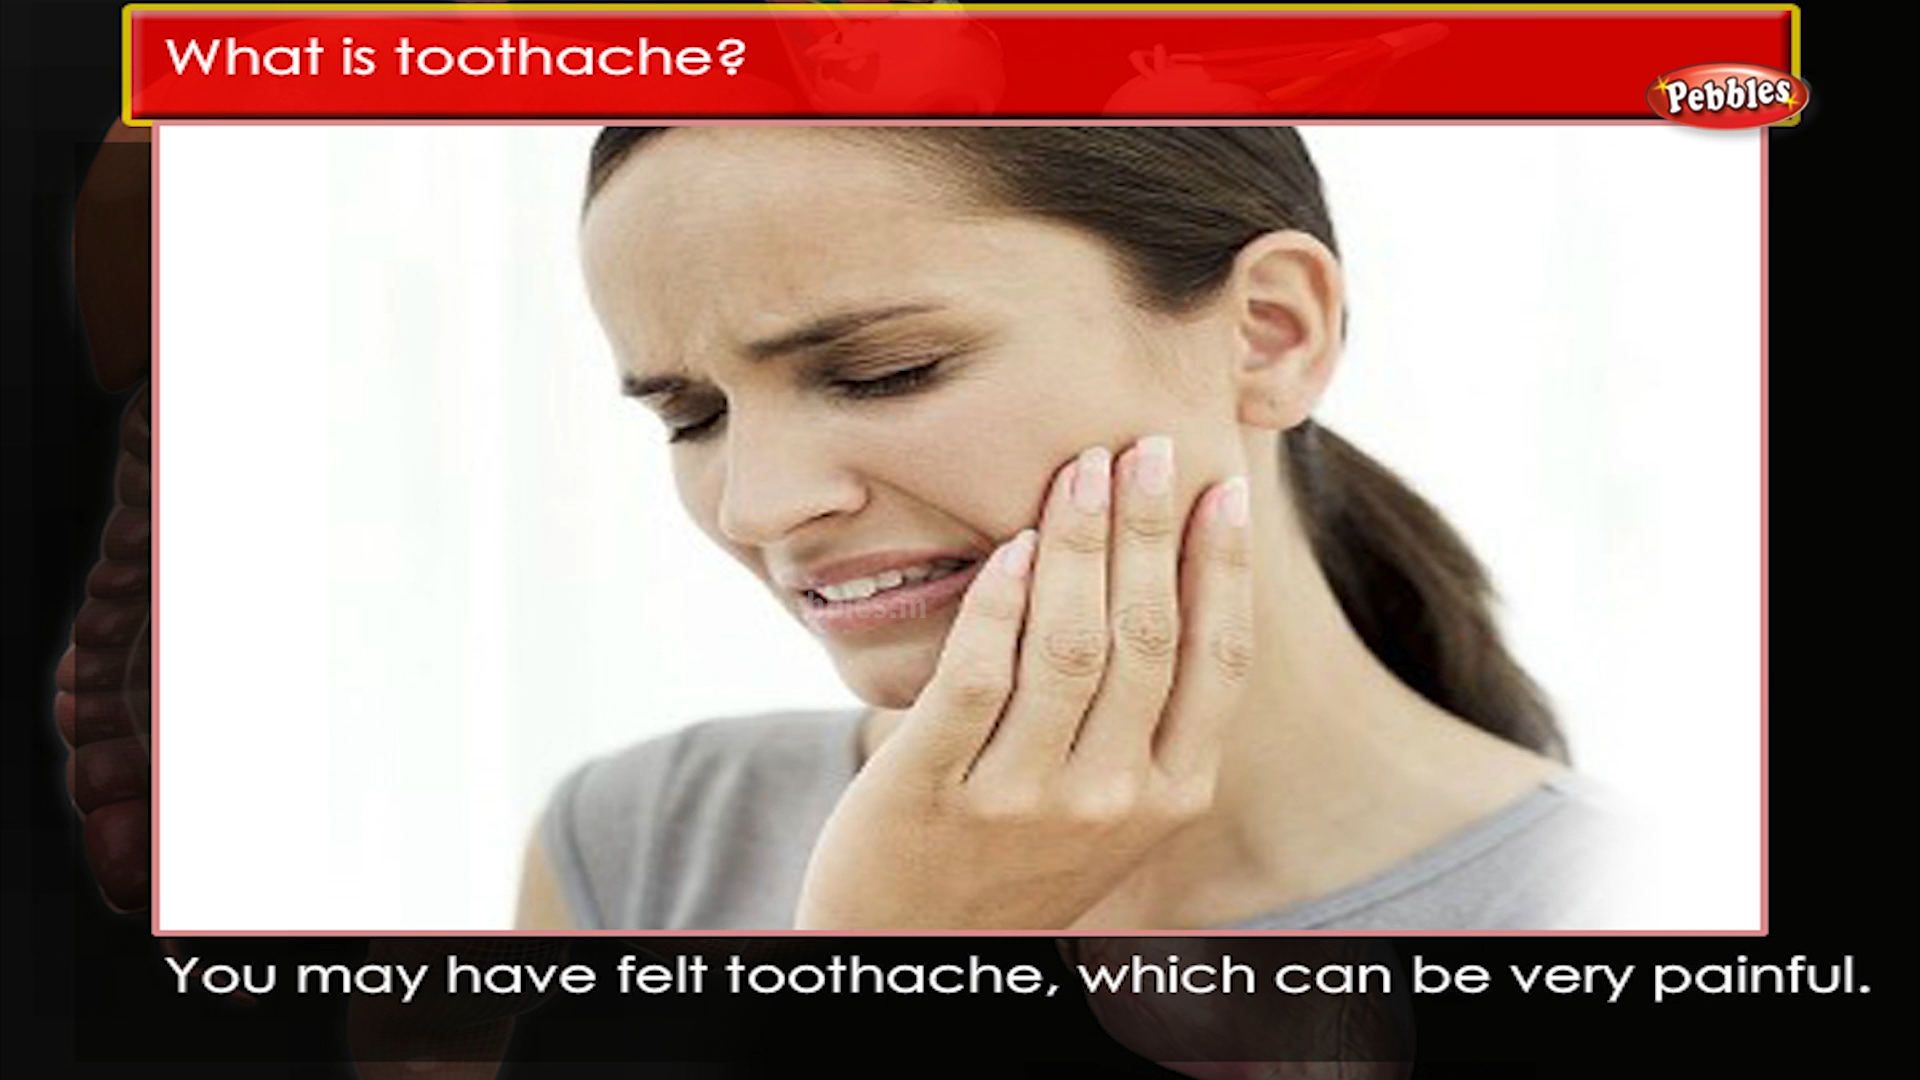 What is toothache?
Pebbles
You may have felt toothache, which can be very painful.